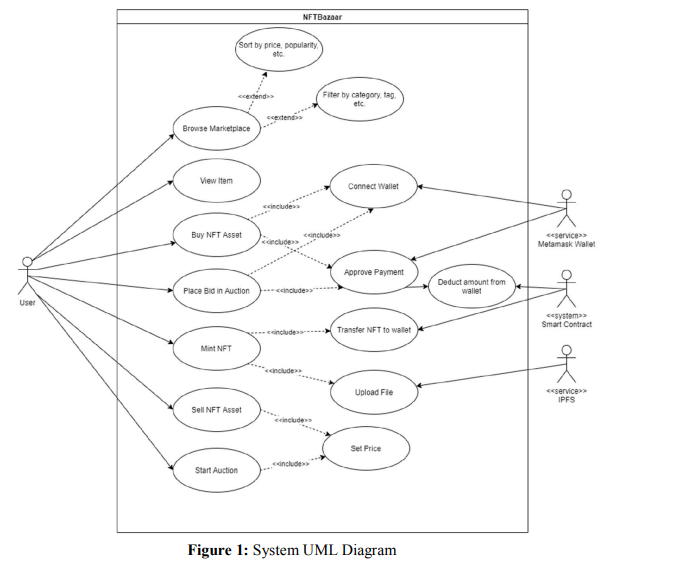 NFTBazaar
Sort by price, popularity,
etc.
<<extend>>
Filter by category, tag,
etc.
<<extend>>
Browse Marketplace
View Item
Connect Wallet
<<include>>
Buy NFT Asset
<<include>>
<<include>>
<<service>>
Metamask Wallet
Approve Payment
Place Bid in Auction
<<include>>
Deduct amount from
wallet
User
<<system>>
Smart Contract
Mint NFT
<<include>>
Transfer NFT to wallet
<<include>>
Upload File
<<service>>
IPFS
Sell NFT Asset
<<include>>
Set Price
Start Auction
<<include>>
Figure 1: System UML Diagram